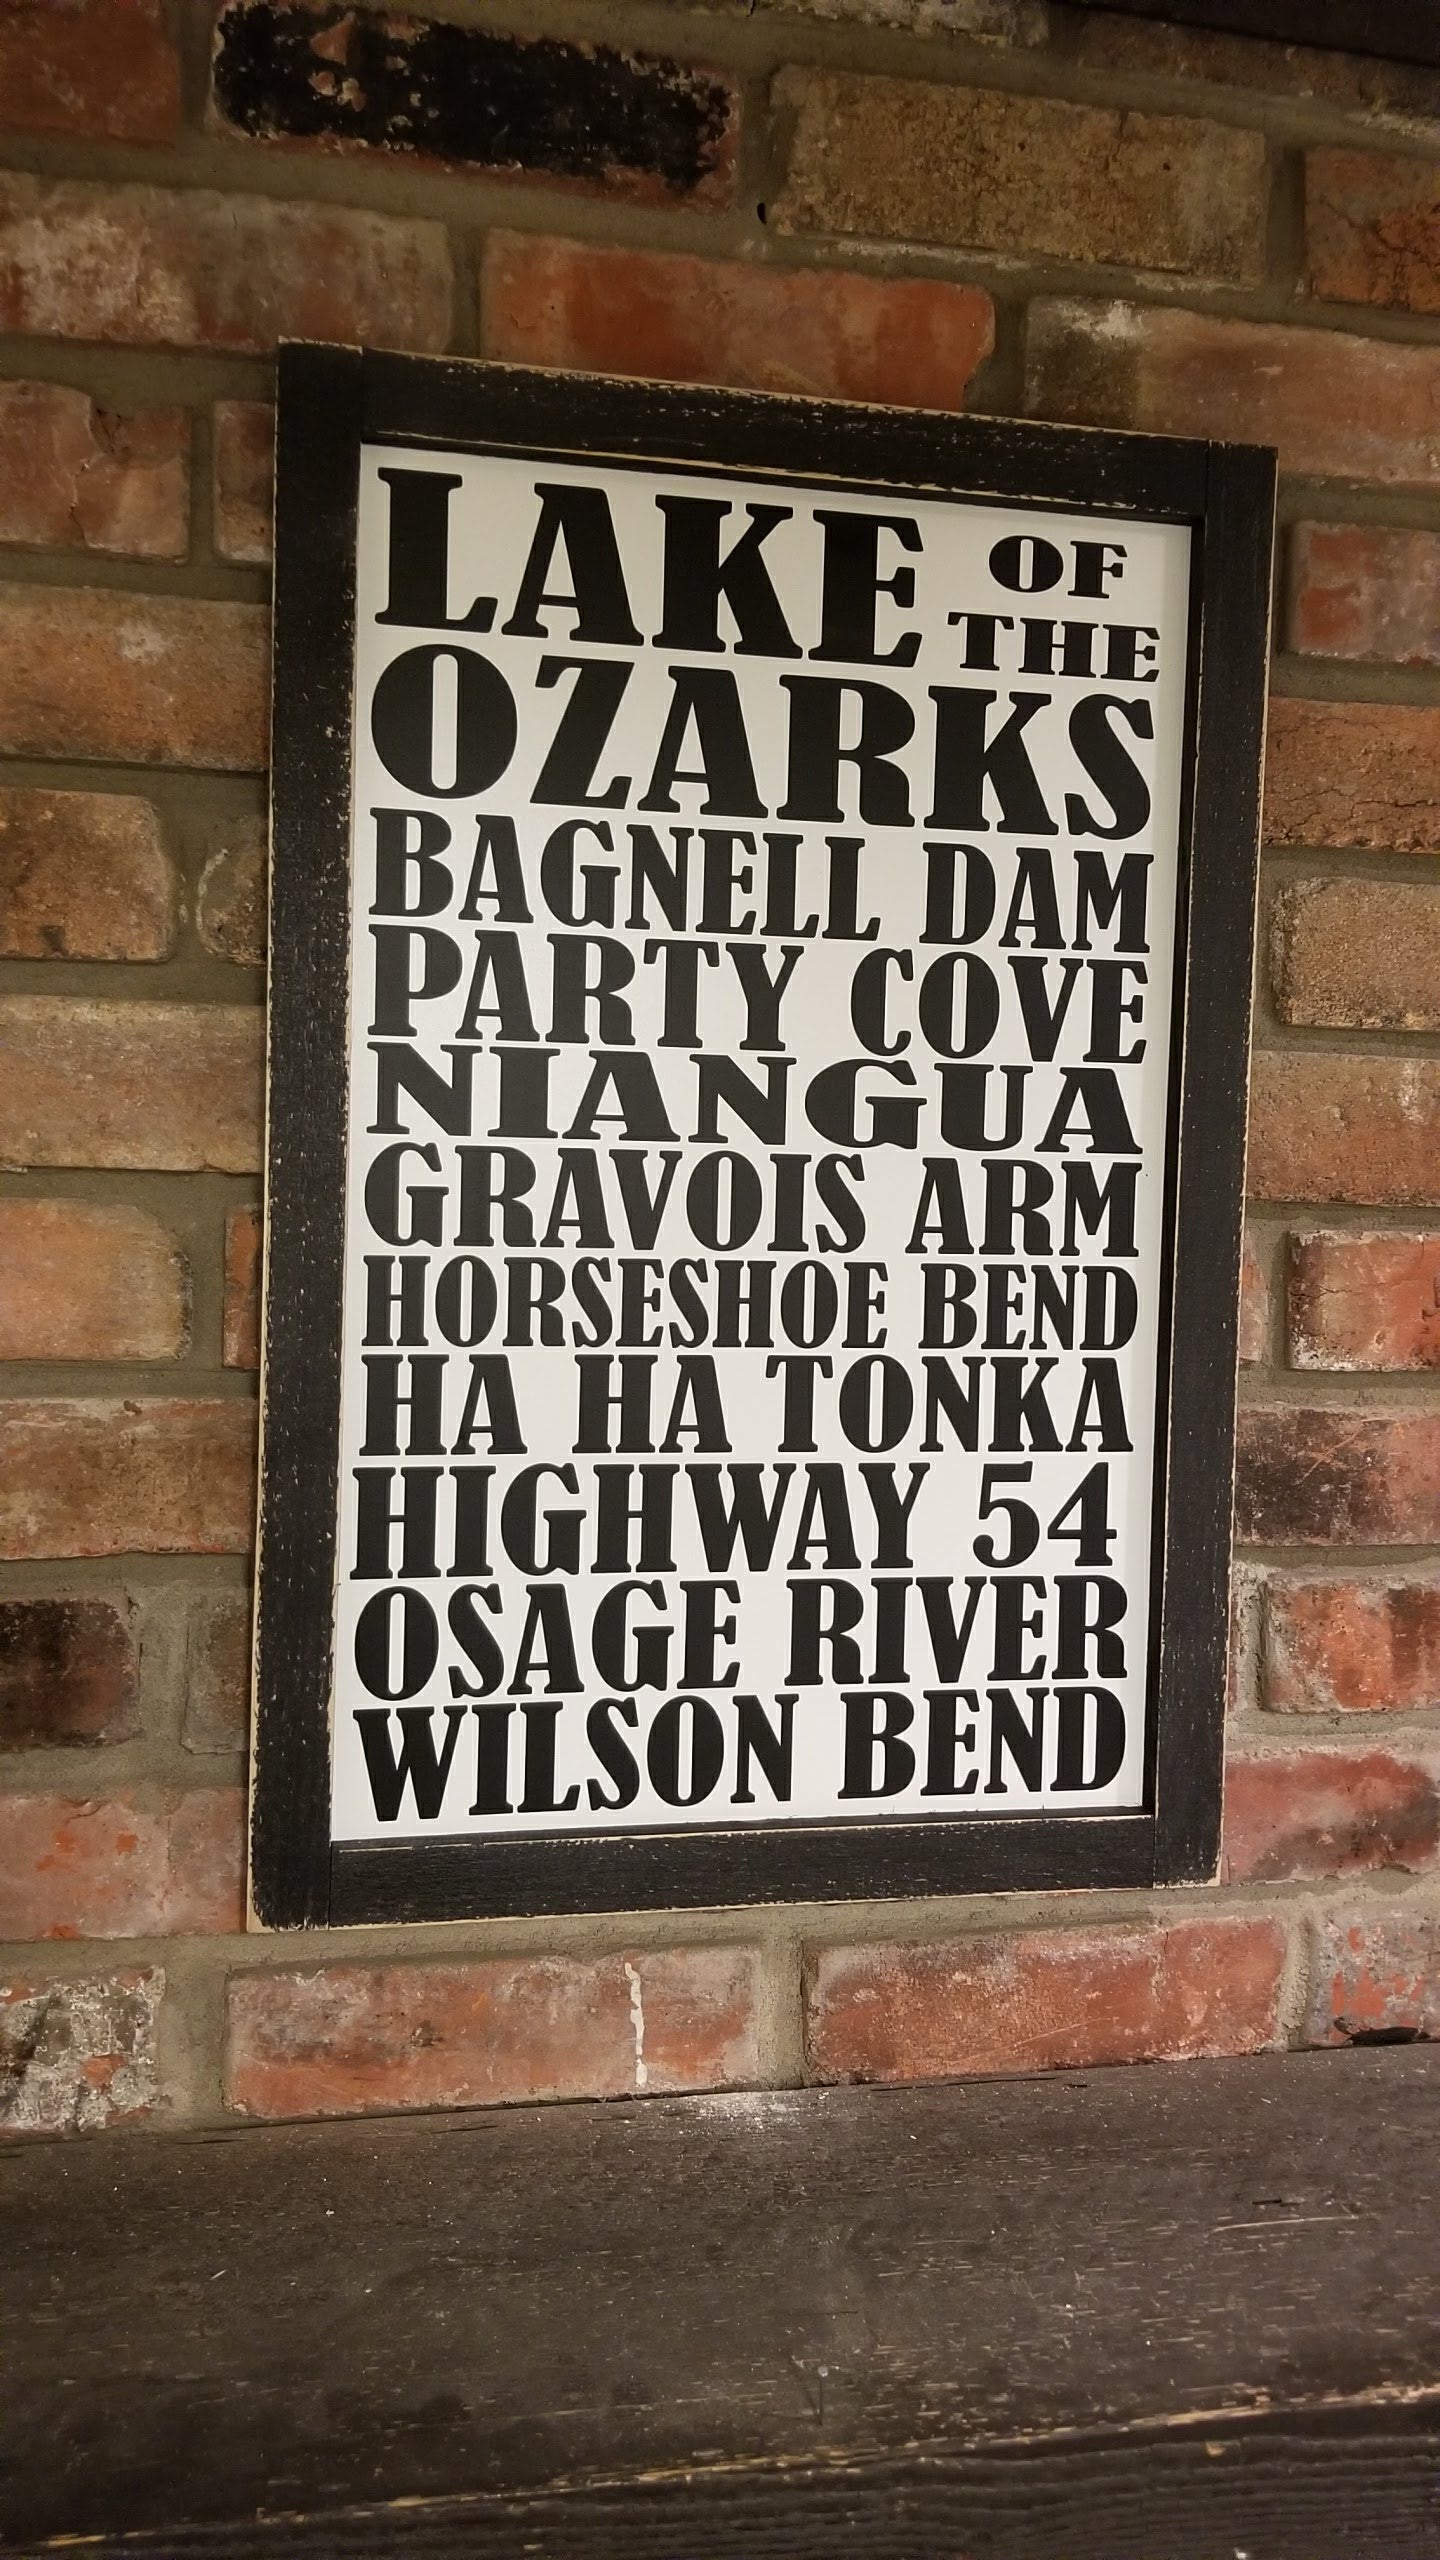 LAKE OF THE
OZARKS
BAGNELL DAM
PARTY COVE
NIANGUA
GRAVOIS ARM
HORSESHOE BEND
HA HA TONKA
HIGHWAY 54
OSAGE RIVER
WILSON BEND